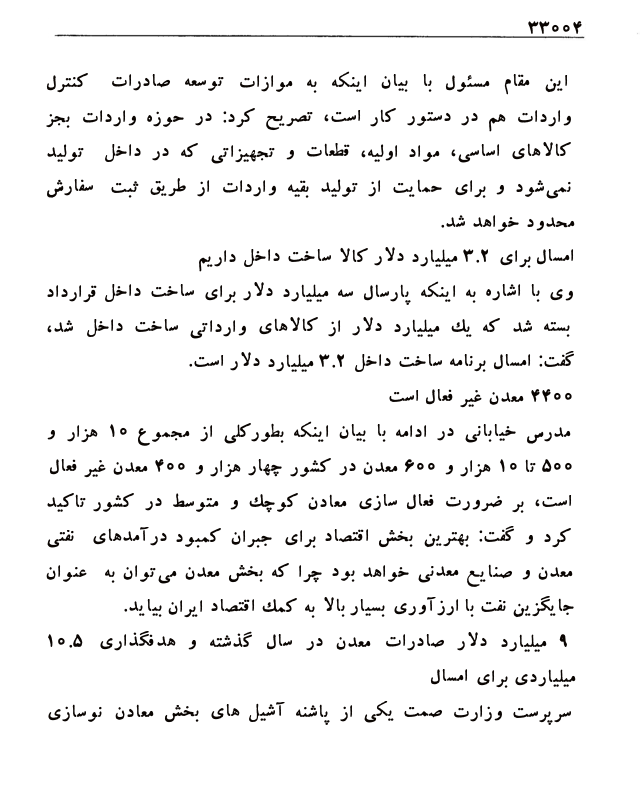 ۳۳۰۰۴
این مقام مسئول با بیان اینکه به موازات توسعه صادرات کنترل
واردات هم در دستور کار است، تصریح کرد: در حوزه واردات بجز
کالاهای اساسی، مواد اولیه، قطعات و تجهیزاتی که در داخل تولید
نمی‌شود و برای حمایت از تولید بقیه واردات از طریق ثبت سفارش
محدود خواهد شد.
امسال برای ۳.۲ میلیارد دلار کالا ساخت داخل داریم
وی با اشاره به اینکه پارسال سه میلیارد دلار برای ساخت داخل قرارداد
بسته شد که یك میلیارد دلار از کالاهای وارداتی ساخت داخل شد،
گفت: امسال برنامه ساخت داخل ۳.۲ میلیارد دلار است.
۴۴۰۰ معدن غیر فعال است
مدرس خیابانی در ادامه با بیان اینکه بطورکلی از مجموع ۱۰ هزار و
۵۰۰ تا ۱۰ هزار و ۶۰۰ معدن در کشور چهار هزار و ۴۰۰ معدن غیر فعال
است، بر ضرورت فعال سازی معادن کوچك و متوسط در کشور تاکید
کرد و گفت: بهترین بخش اقتصاد برای جبران کمبود درآمدهای نفتی
معدن و صنایع معدنی خواهد بود چرا که بخش معدن می‌توان به عنوان
جایگزین نفت با ارزآوری بسیار بالا به کمك اقتصاد ایران بیاید.
۹ میلیارد دلار صادرات معدن در سال گذشته و هدفگذاری ۱۰.۵
میلیاردی برای امسال
سرپرست وزارت صمت یکی از پاشنه آشیل های بخش معادن نوسازی